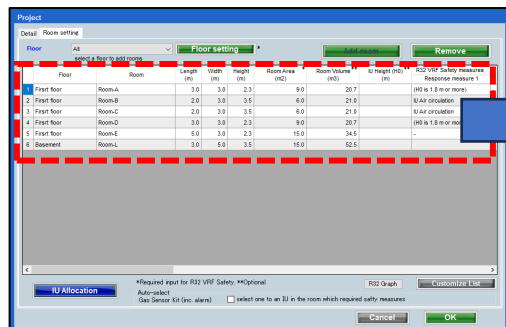 Project
Detail Room setting
Floor All Floor setting * Add room Remove
select a floor to add rooms
Floor Room Length (m) Width (m) Height (m) Room Area ** (m2) Room Volume ** (m3) IU Height (H0) ** (m) R32 VRF Safety measures Response measure 1
1 First floor Room-A 3.0 3.0 2.3 9.0 20.7 (H0 is 1.8 m or more)
2 First floor Room-B 2.0 3.0 3.5 6.0 21.0 IU Air circulation
3 First floor Room-C 2.0 3.0 3.5 6.0 21.0 IU Air circulation
4 First floor Room-D 3.0 3.0 2.3 9.0 20.7 (H0 is 1.8 m or mo
5 First floor Room-E 5.0 3.0 2.3 15.0 34.5 -
6 Basement Room-L 3.0 5.0 3.5 15.0 52.5
IU Allocation
*Required input for R32 VRF Safety. **Optional
R32 Graph Customize List
Auto-select
Gas Sensor Kit (inc. alarm) select one to an IU in the room which required safty measures
Cancel OK